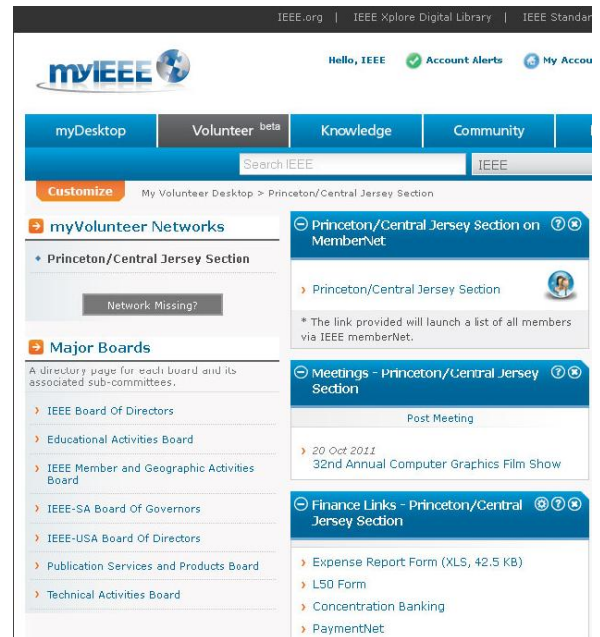 IEEE.org | IEEE Xplore Digital Library | IEEE Standar
myIEEE
Hello, IEEE Account Alerts My Accou
myDesktop Volunteer beta Knowledge Community
Search IEEE IEEE
Customize My Volunteer Desktop > Princeton/Central Jersey Section
myVolunteer Networks
Princeton/Central Jersey Section
Network Missing?
Major Boards
A directory page for each board and its
associated sub-committees.
IEEE Board Of Directors
Educational Activities Board
IEEE Member and Geographic Activities
Board
IEEE-SA Board Of Governors
IEEE-USA Board Of Directors
Publication Services and Products Board
Technical Activities Board
Princeton/Central Jersey Section on
MemberNet
Princeton/Central Jersey Section
* The link provided will launch a list of all members
via IEEE memberNet.
Meetings - Princeton/Central Jersey
Section
Post Meeting
20 Oct 2011
32nd Annual Computer Graphics Film Show
Finance Links - Princeton/Central
Jersey Section
Expense Report Form (XLS, 42.5 KB)
L50 Form
Concentration Banking
PaymentNet